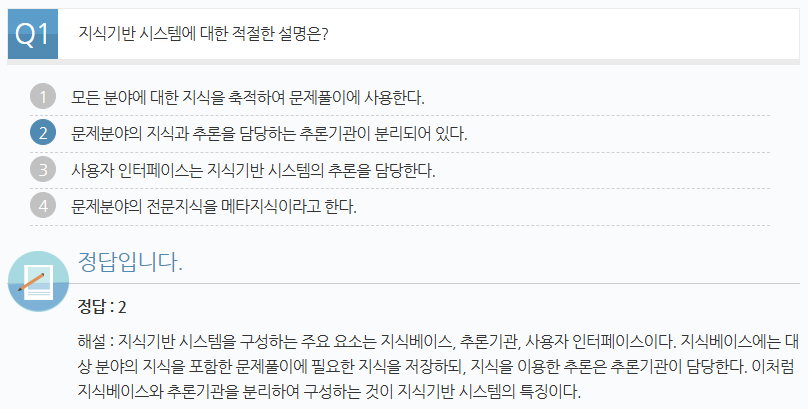 Q1 지식기반 시스템에 대한 적절한 설명은?
1 모든 분야에 대한 지식을 축적하여 문제풀이에 사용한다.
2 문제분야의 지식과 추론을 담당하는 추론기관이 분리되어 있다.
3 사용자 인터페이스는 지식기반 시스템의 추론을 담당한다.
4 문제분야의 전문지식을 메타지식이라고 한다.
정답입니다.
정답 : 2
해설 : 지식기반 시스템을 구성하는 주요 요소는 지식베이스, 추론기관, 사용자 인터페이스이다. 지식베이스에는 대
상 분야의 지식을 포함한 문제풀이에 필요한 지식을 저장하되, 지식을 이용한 추론은 추론기관이 담당한다. 이처럼
지식베이스와 추론기관을 분리하여 구성하는 것이 지식기반 시스템의 특징이다.